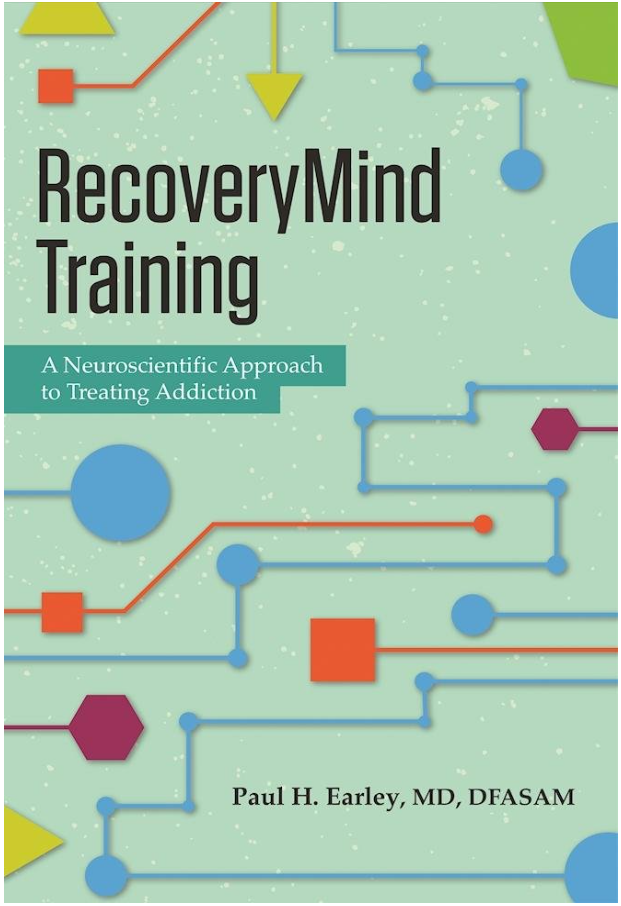 RecoveryMind
Training
A Neuroscientific Approach
to Treating Addiction
Paul H. Earley, MD, DFASAM